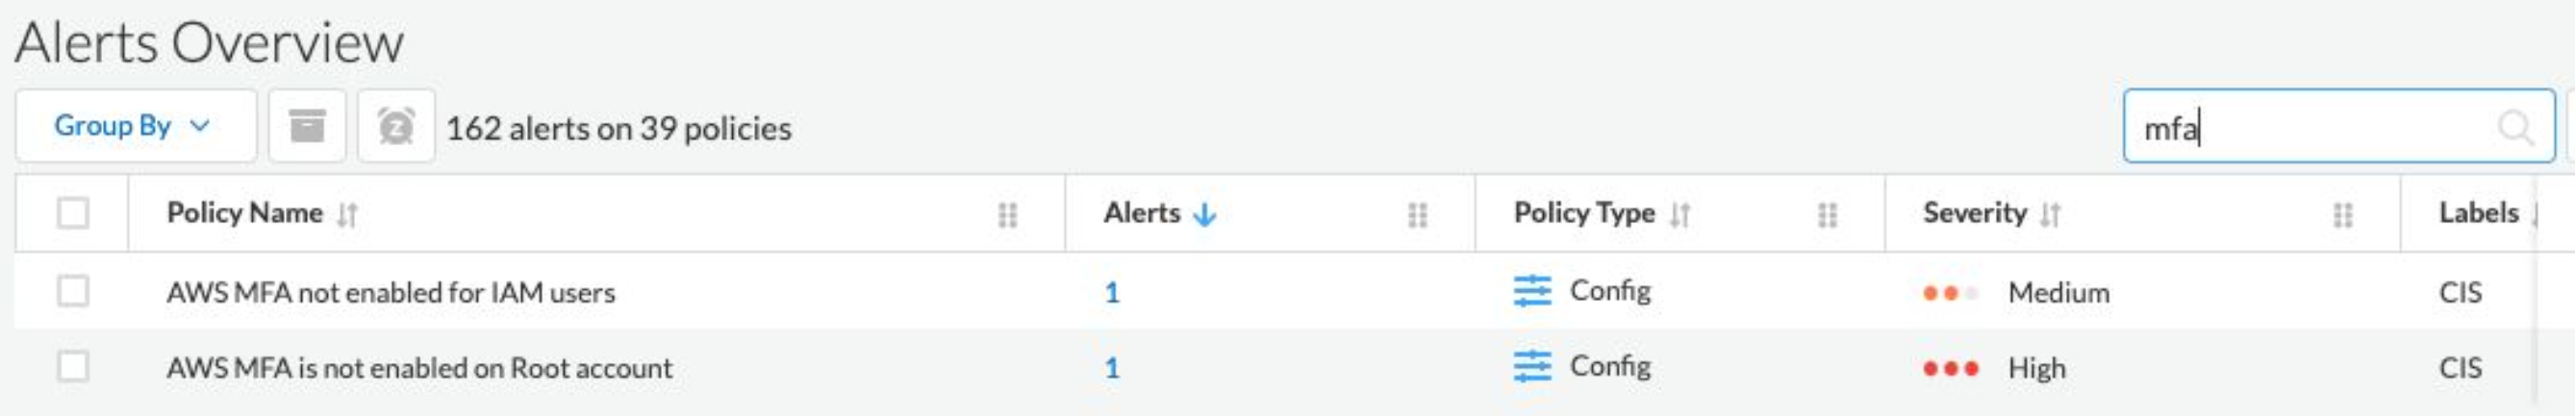 Alerts Overview
Group By 162 alerts on 39 policies mfa
Policy Name Alerts Policy Type Severity Labels
AWS MFA not enabled for IAM users 1 Config Medium CIS
AWS MFA is not enabled on Root account 1 Config High CIS